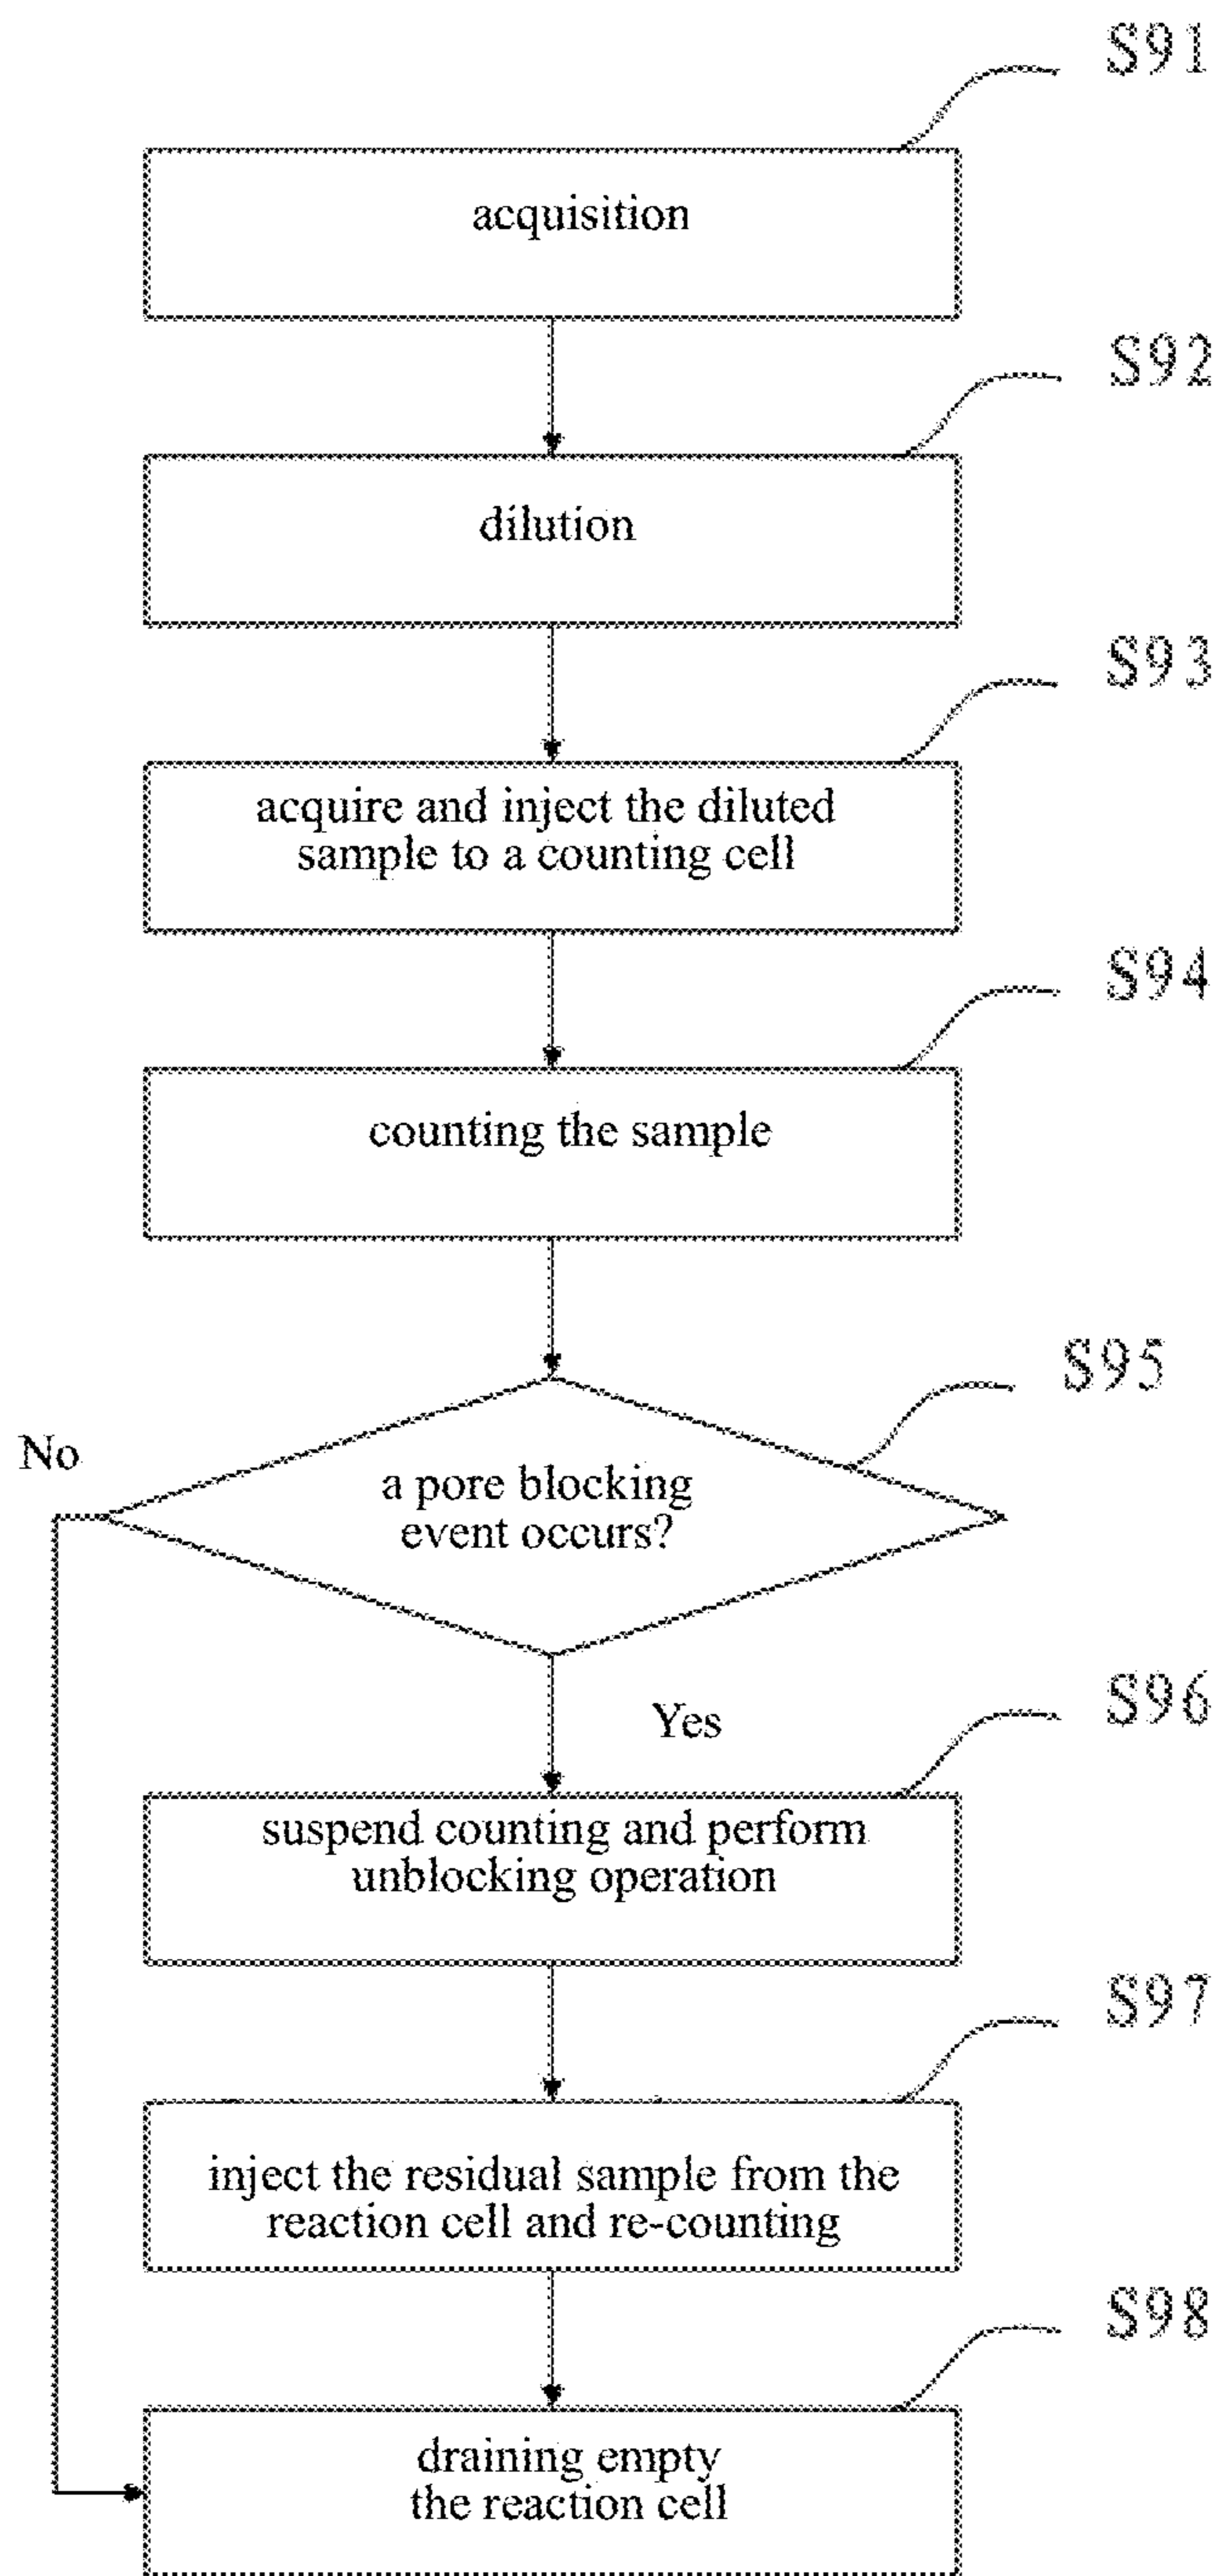 S91
acquisition
S92
dilution
S93
acquire and inject the diluted
sample to a counting cell
S94
counting the sample
S95
No
a pore blocking
event occurs?
Yes
S96
suspend counting and perform
unblocking operation
S97
inject the residual sample from the
reaction cell and re-counting
S98
draining empty
the reaction cell